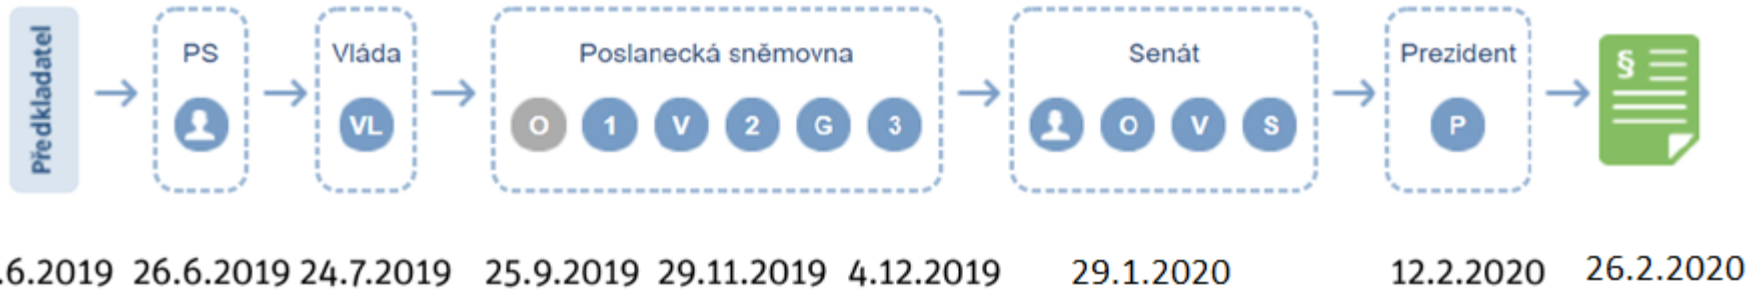 Předkladatel
PS Vláda Poslanecká sněmovna Senát Prezident §
VL O 1 V 2 G 3 O V S P
.6.2019 26.6.2019 24.7.2019 25.9.2019 29.11.2019 4.12.2019 29.1.2020 12.2.2020 26.2.2020